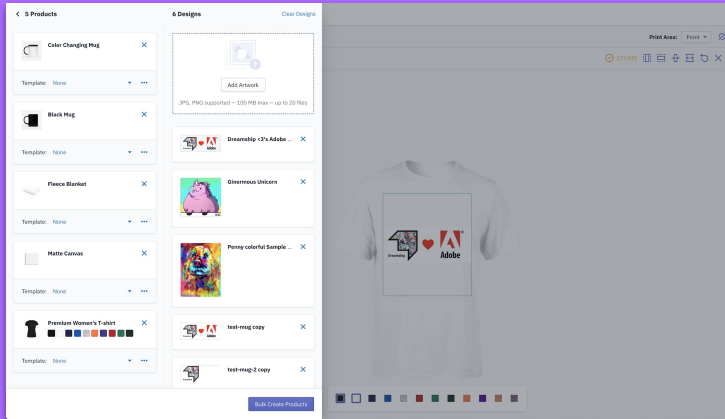 5 Products
Color Changing Mug
Template: None
Black Mug
Template: None
Fleece Blanket
Template: None
Matte Canvas
Template: None
Premium Women's T-shirt
Template: None
6 Designs
Clear Designs
Add Artwork
JPG, PNG supported — 100 MB max — up to 20 files
Dreamship <3's Adobe ...
Ginormous Unicorn
Penny colorful Sample ...
test-mug copy
test-mug-2 copy
Bulk Create Products
Print Area: Front
Dreamship
Adobe